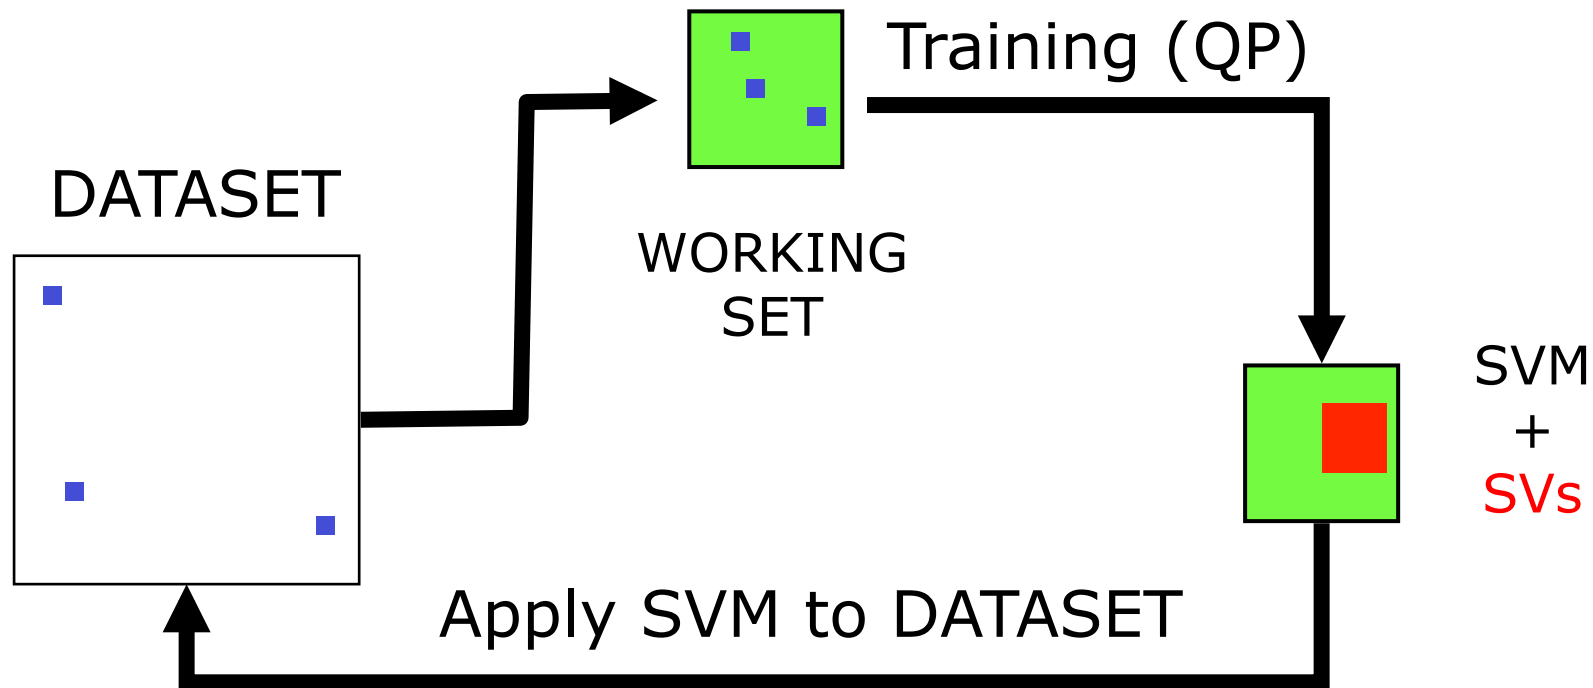 Training (QP)
DATASET
WORKING
SET
SVM
+
SVs
Apply SVM to DATASET